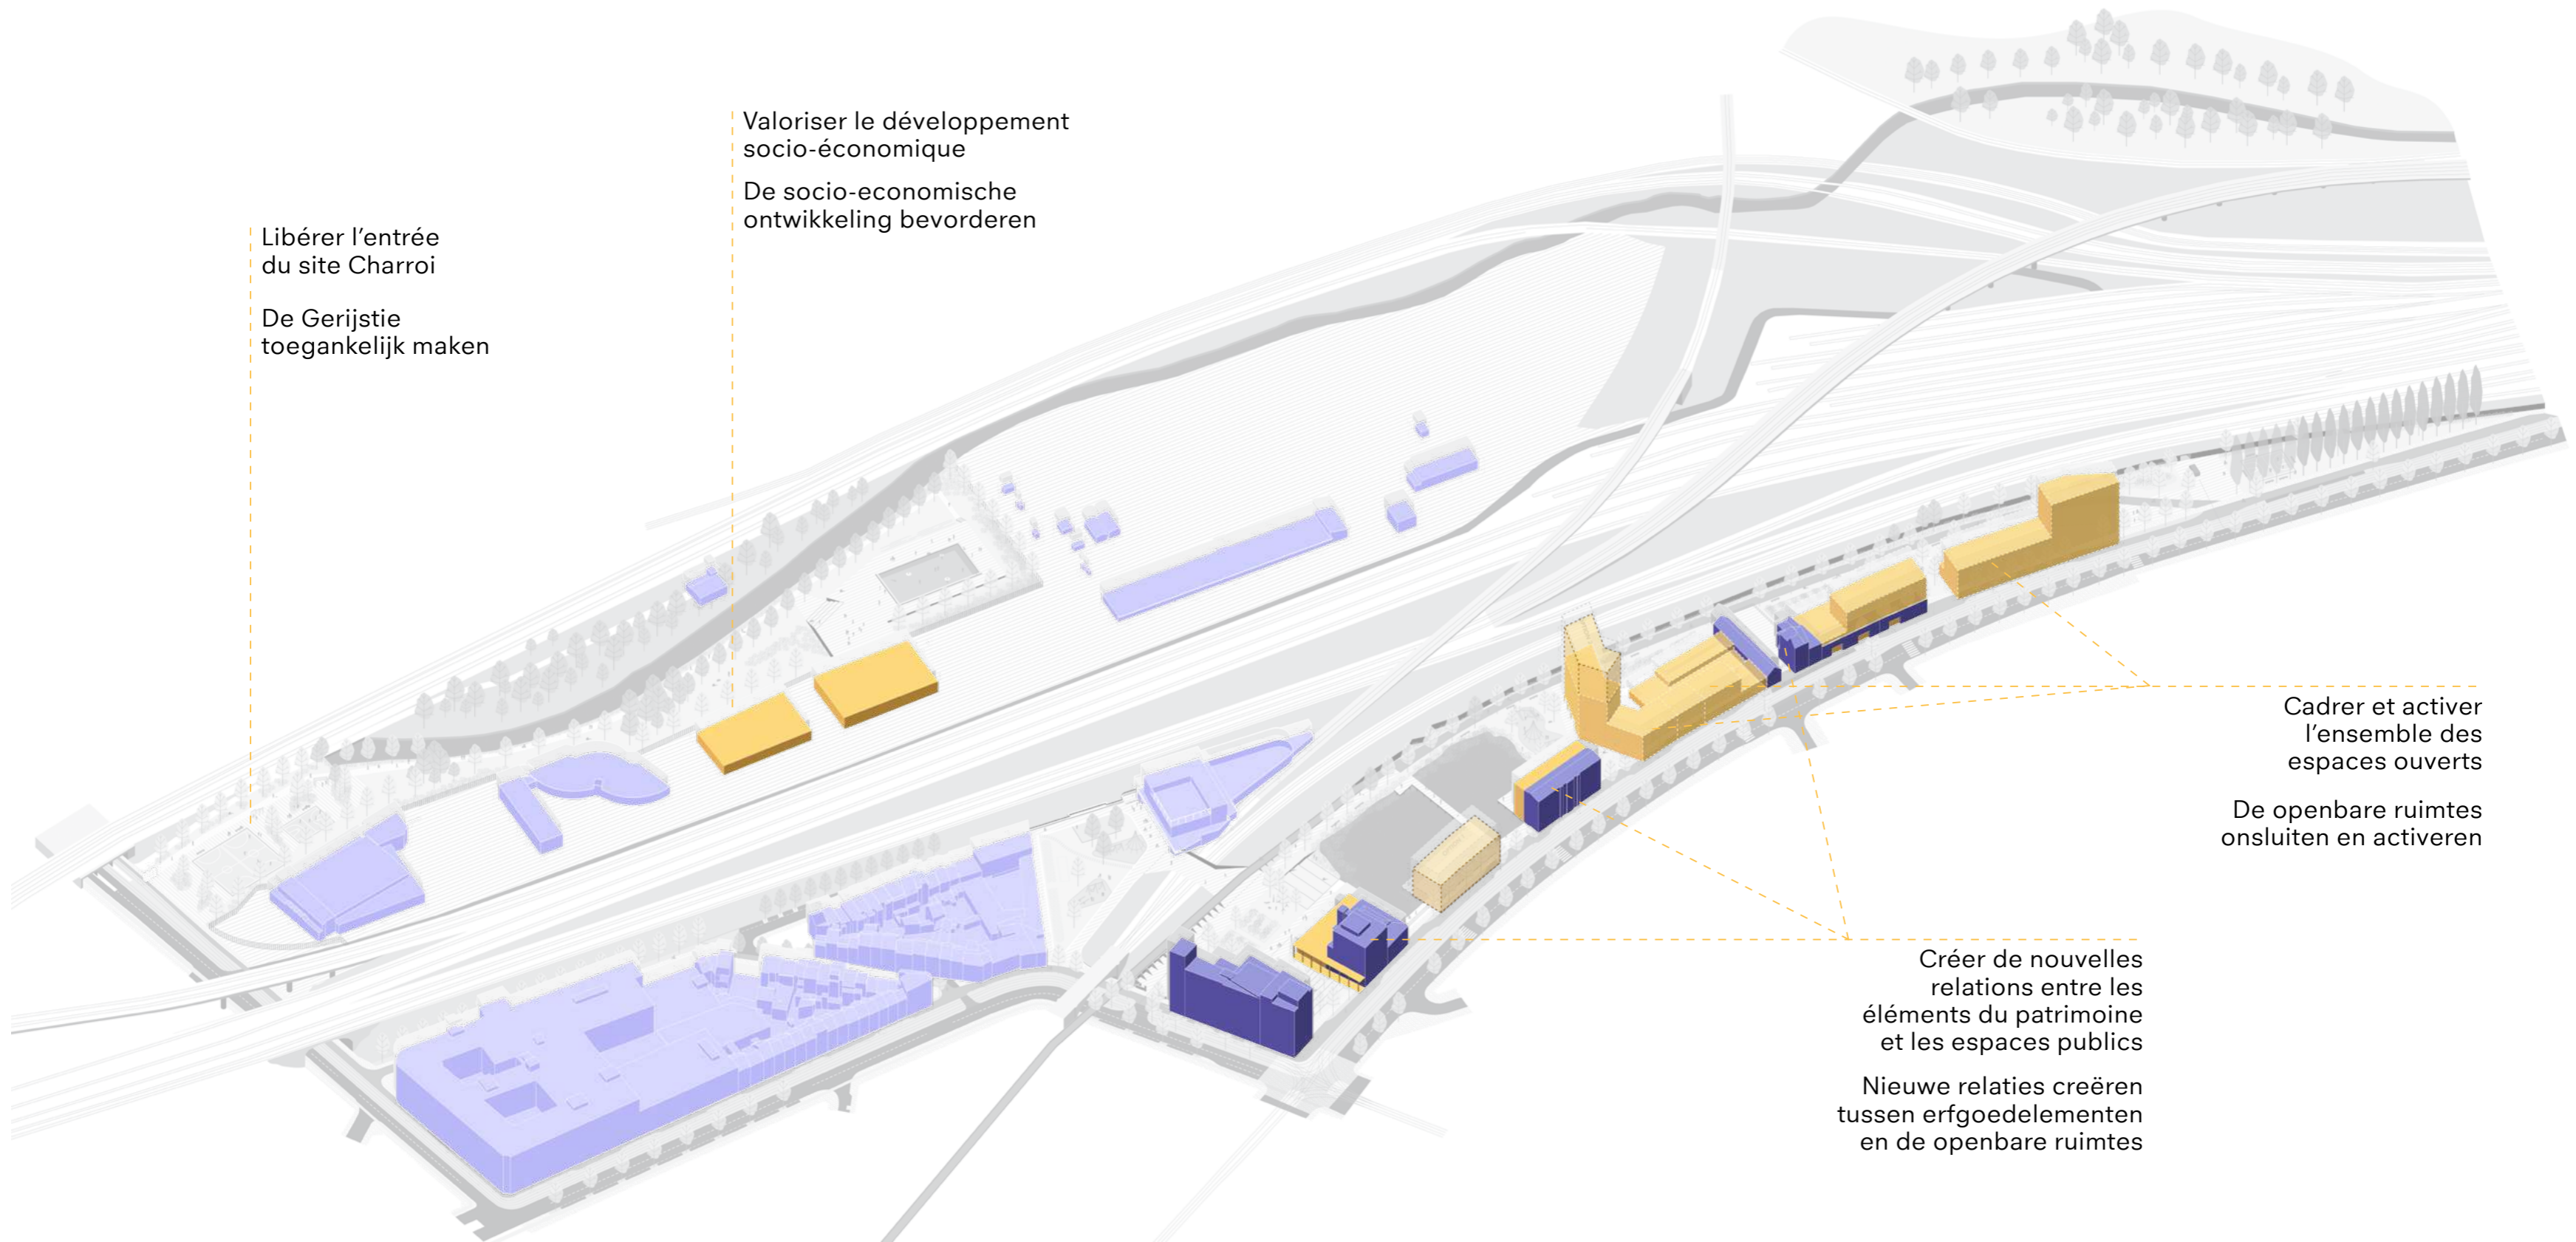 Valoriser le développement
socio-économique
De socio-economische
ontwikkeling bevorderen
Libérer l'entrée
du site Charroi
De Gerijstie
toegankelijk maken
Cadrer et activer
l'ensemble des
espaces ouverts
De openbare ruimtes
onsluiten en activeren
Créer de nouvelles
relations entre les
éléments du patrimoine
et les espaces publics
Nieuwe relaties creëren
tussen erfgoedelementen
en de openbare ruimtes